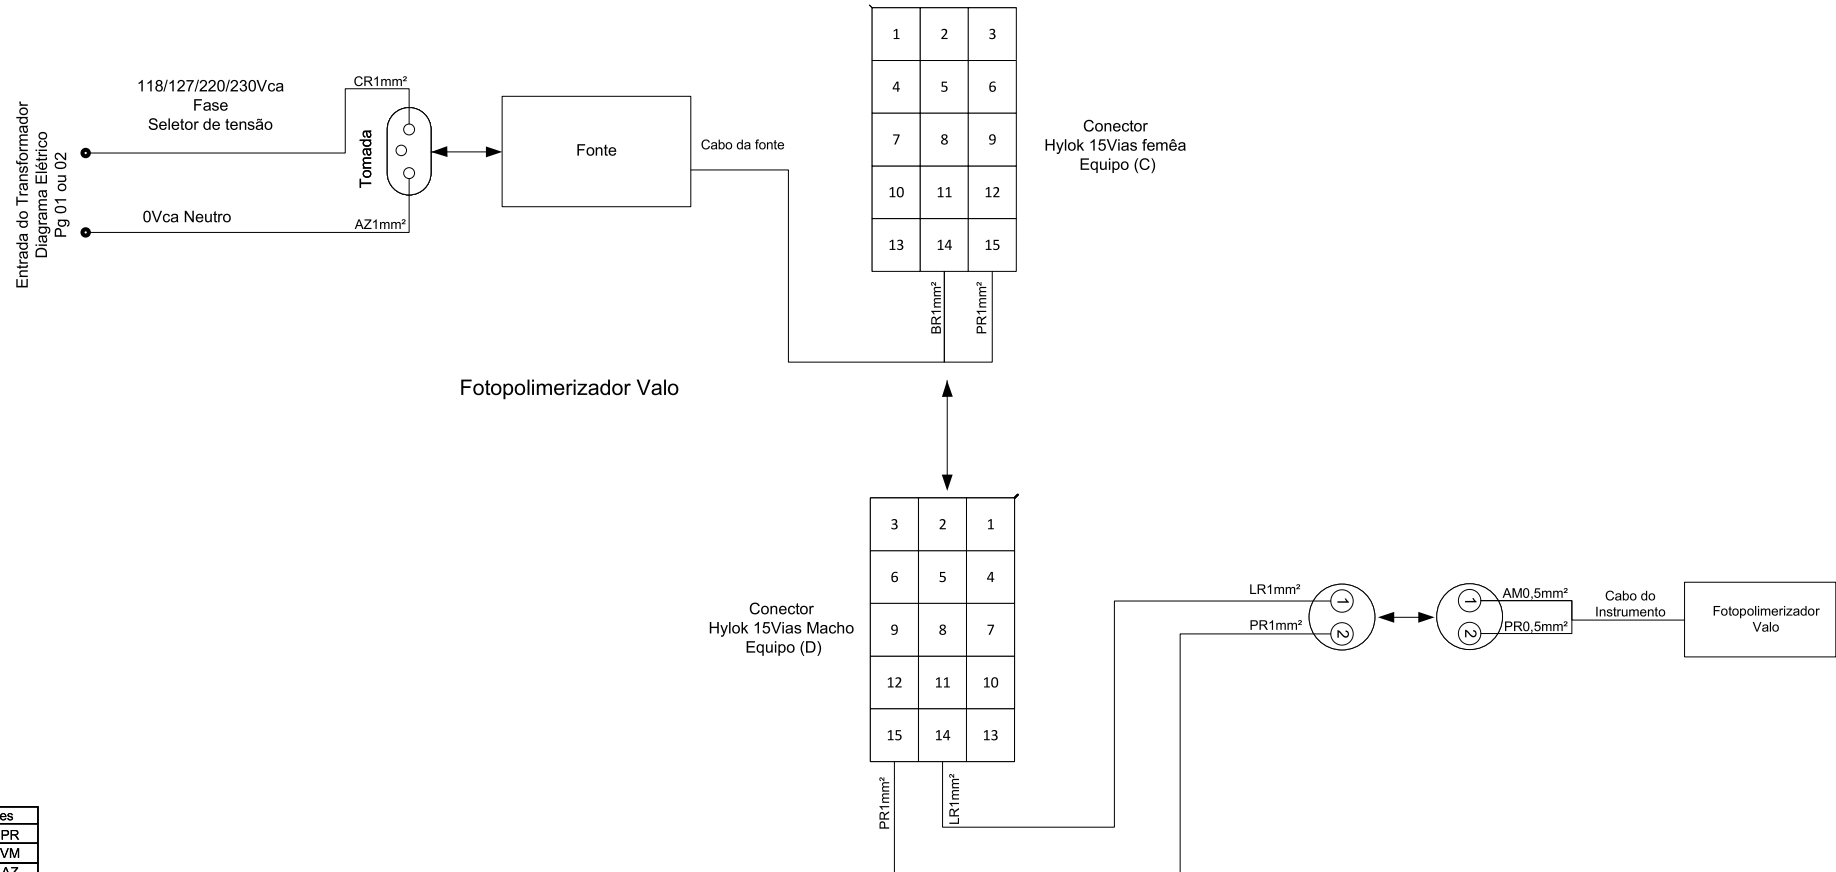 118/127/220/230Vca
Fase
Seletor de tensão
Entrada do Transformador
Diagrama Elétrico
Pg 01 ou 02
0Vca Neutro
CR1mm²
Tomada
AZ1mm²
Fonte
Cabo da fonte
1 2 3
4 5 6
7 8 9
10 11 12
13 14 15
Conector
Hylok 15Vias femêa
Equipo (C)
BR1mm²
PR1mm²
Fotopolimerizador Valo
3 2 1
6 5 4
9 8 7
12 11 10
15 14 13
Conector
Hylok 15Vias Macho
Equipo (D)
PR1mm²
LR1mm²
LR1mm²
PR1mm²
1
2
1
2
AM0,5mm²
PR0,5mm²
Cabo do
Instrumento
Fotopolimerizador
Valo
es
PR
VM